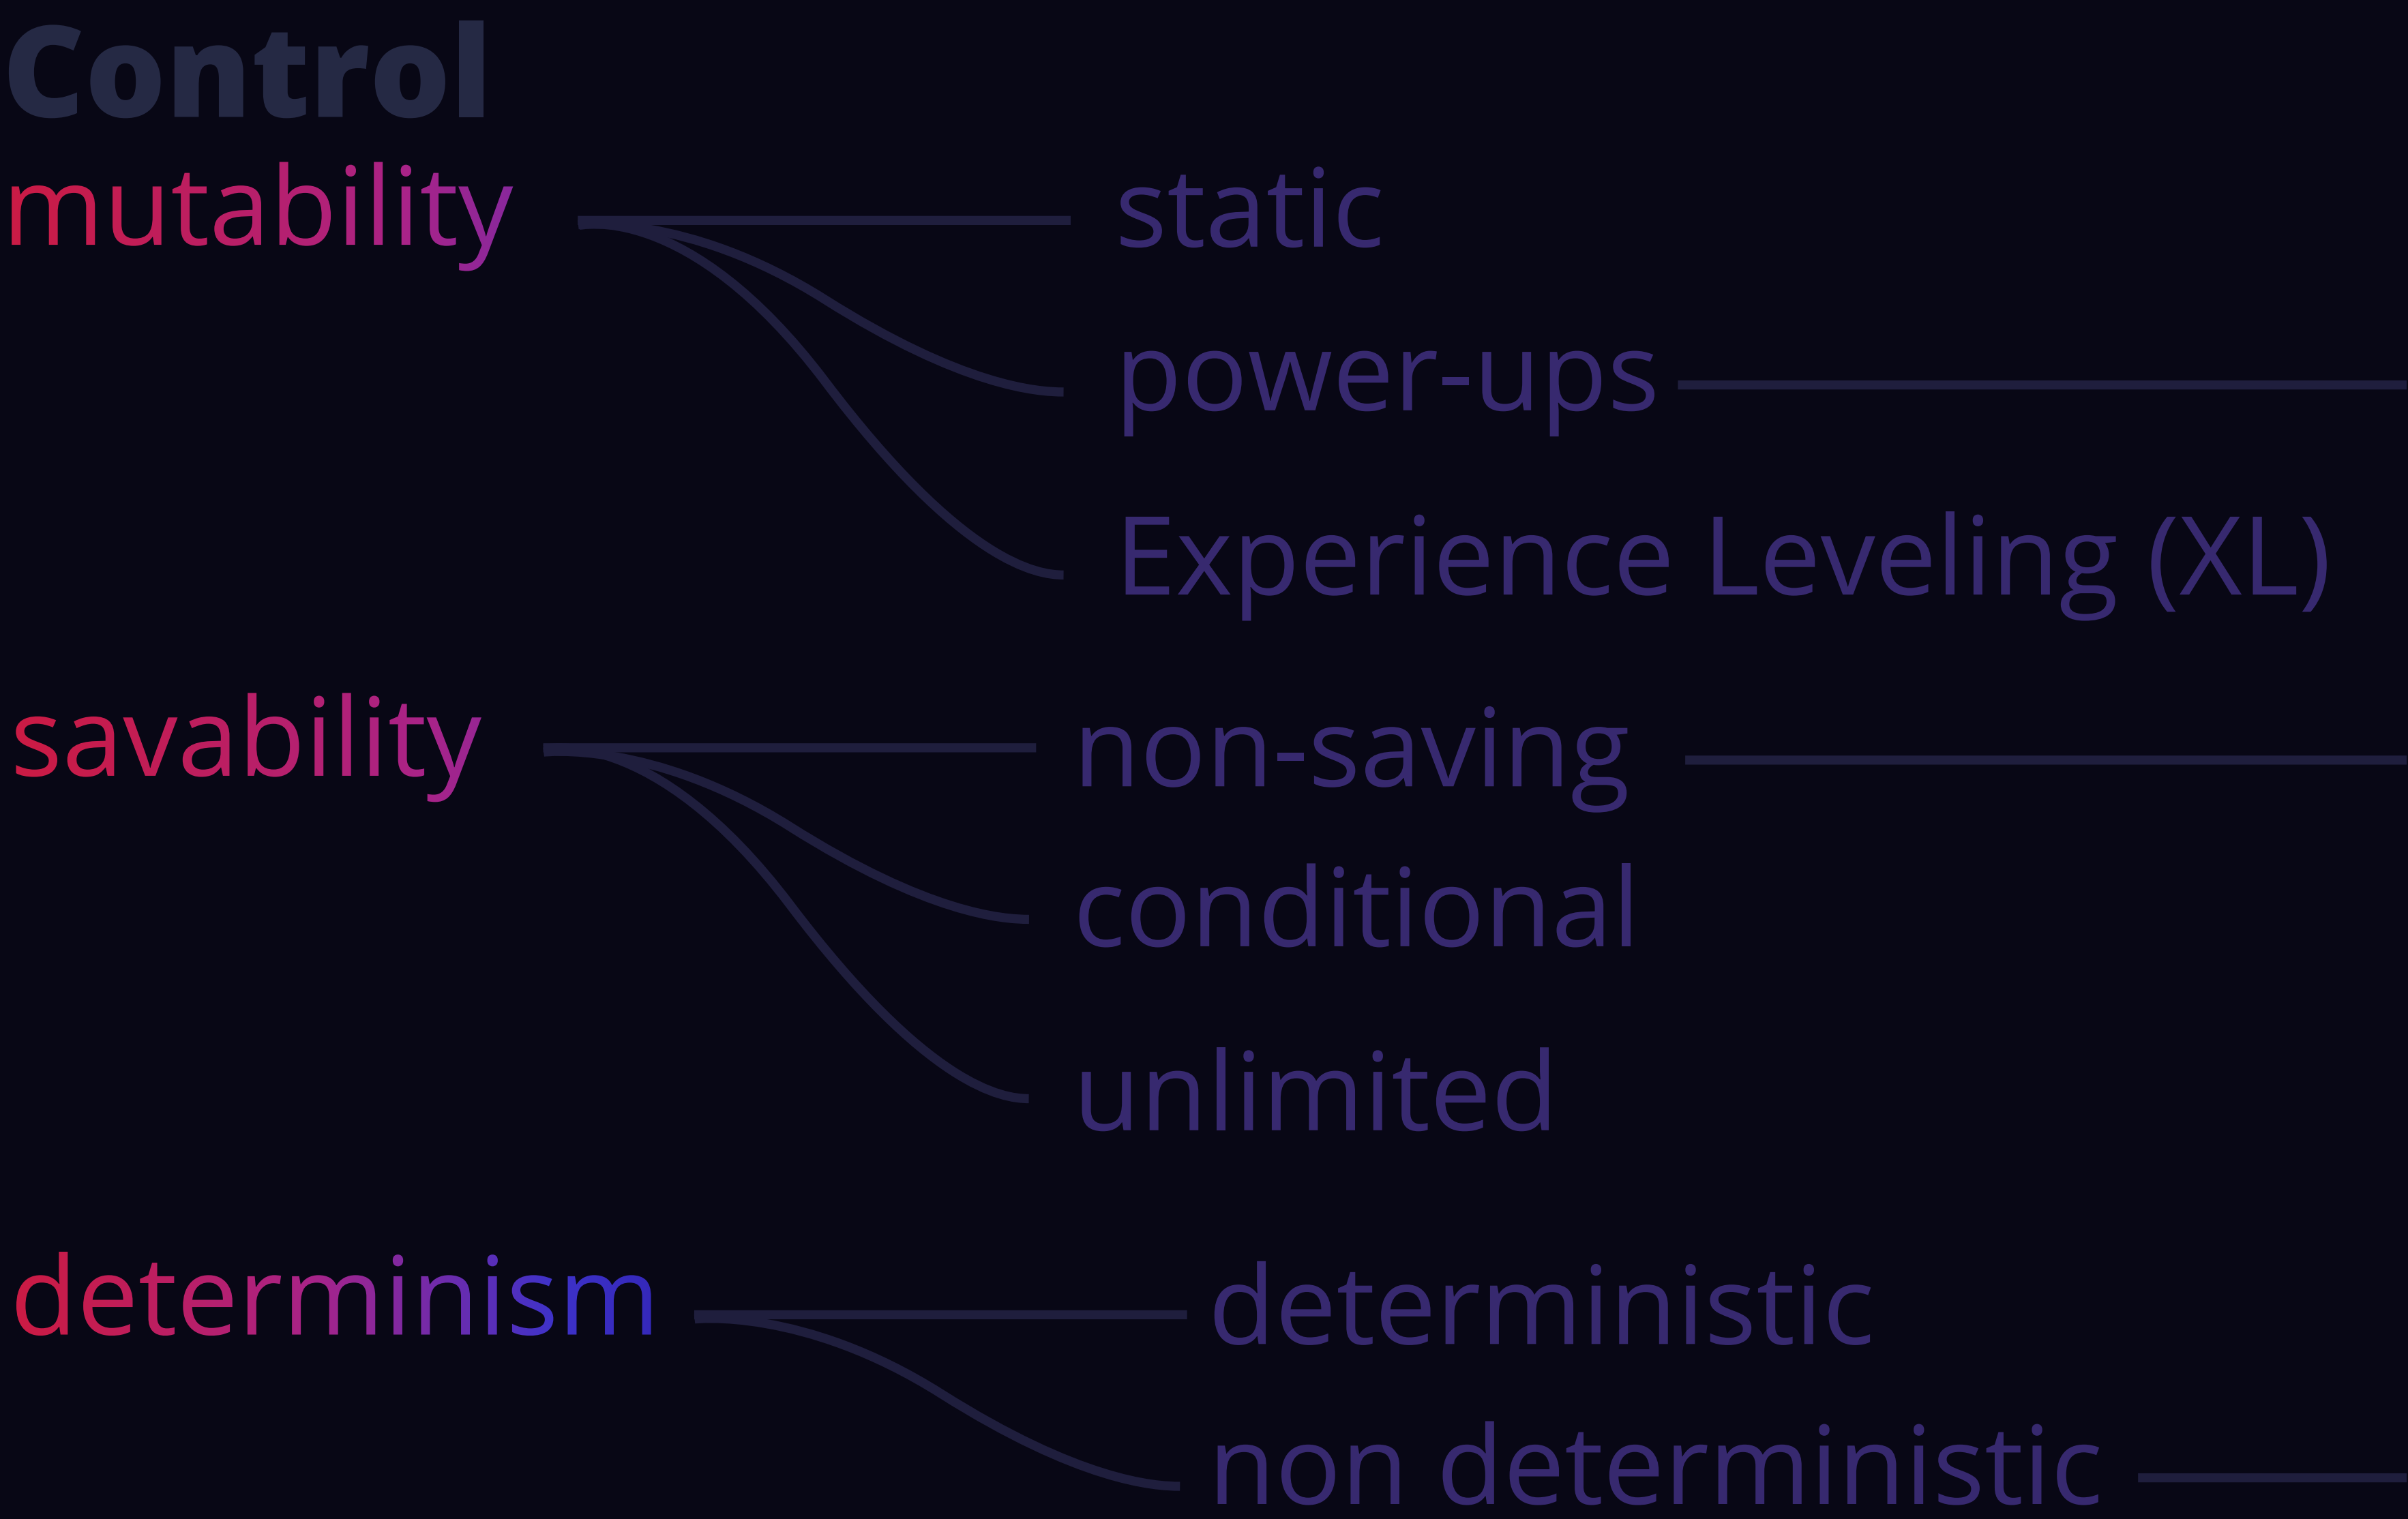 Control
mutability
static
power-ups
Experience Leveling (XL)
savability
non-saving
conditional
unlimited
determinism
deterministic
non deterministic